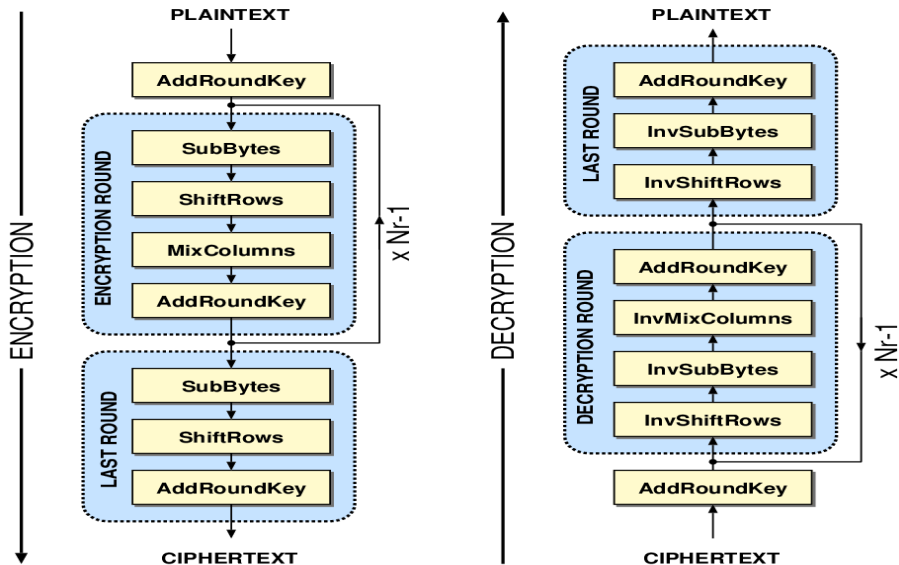 PLAINTEXT
AddRoundKey
ENCRYPTION ROUND
SubBytes
ShiftRows
MixColumns
AddRoundKey
x Nr-1
ENCRYPTION
LAST ROUND
SubBytes
ShiftRows
AddRoundKey
CIPHERTEXT
PLAINTEXT
LAST ROUND
AddRoundKey
InvSubBytes
InvShiftRows
DECRYPTION
DECRYPTION ROUND
AddRoundKey
InvMixColumns
InvSubBytes
InvShiftRows
x Nr-1
AddRoundKey
CIPHERTEXT